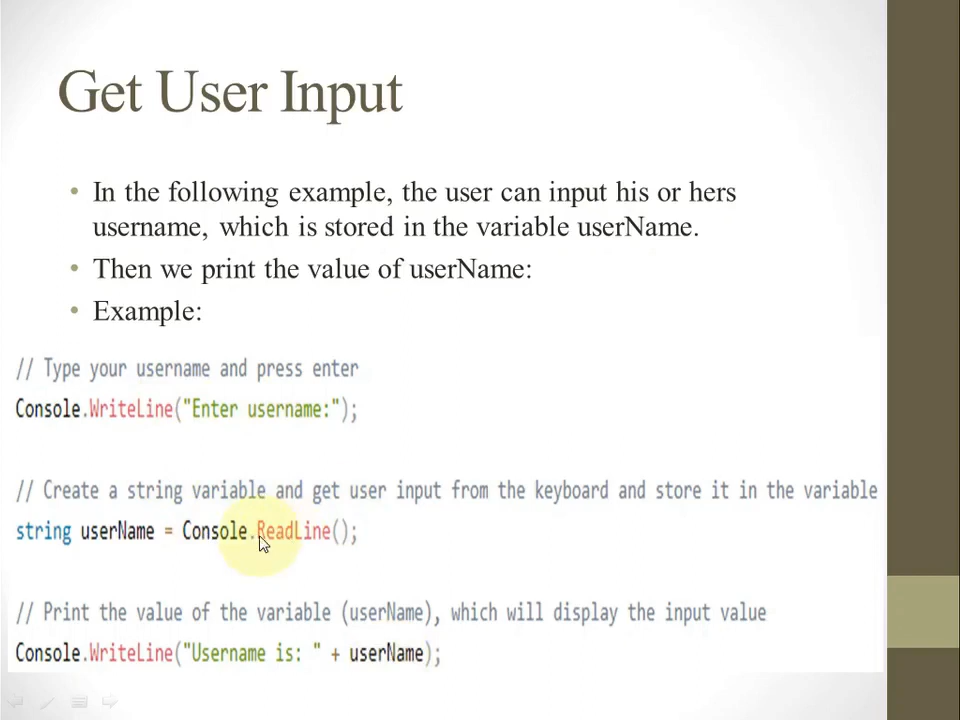 Get User Input
• In the following example, the user can input his or hers
username, which is stored in the variable userName.
• Then we print the value of userName:
• Example:
// Type your username and press enter
Console.WriteLine("Enter username:");
// Create a string variable and get user input from the keyboard and store it in the variable
string userName = Console.ReadLine();
// Print the value of the variable (userName), which will display the input value
Console.WriteLine("Username is: " + userName);